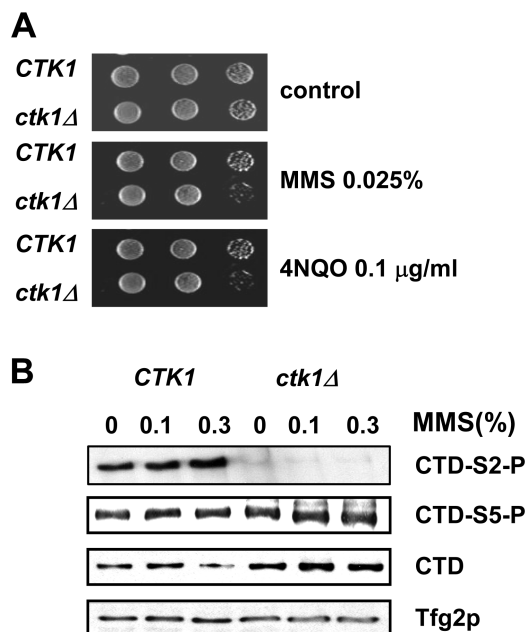 A
CTK1
ctk1Δ
control
CTK1
ctk1Δ
MMS 0.025%
CTK1
ctk1Δ
4NQO 0.1 μg/ml
B
CTK1 ctk1Δ
0 0.1 0.3 0 0.1 0.3 MMS(%)
CTD-S2-P
CTD-S5-P
CTD
Tfg2p